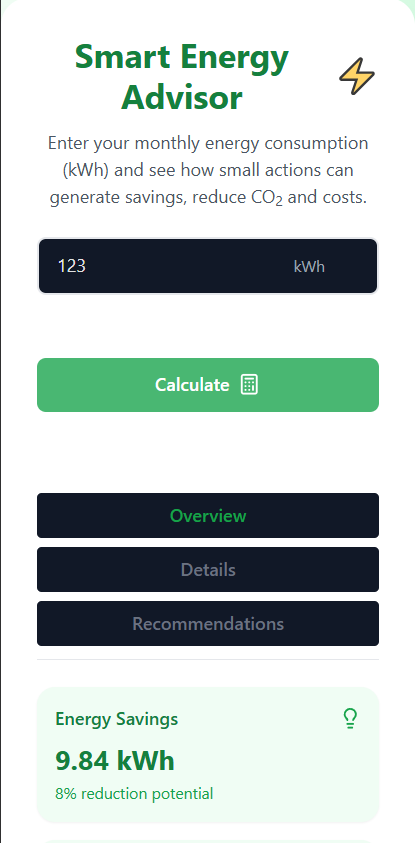 Smart Energy
Advisor
Enter your monthly energy consumption
(kWh) and see how small actions can
generate savings, reduce CO₂ and costs.
123 kWh
Calculate
Overview
Details
Recommendations
Energy Savings
9.84 kWh
8% reduction potential